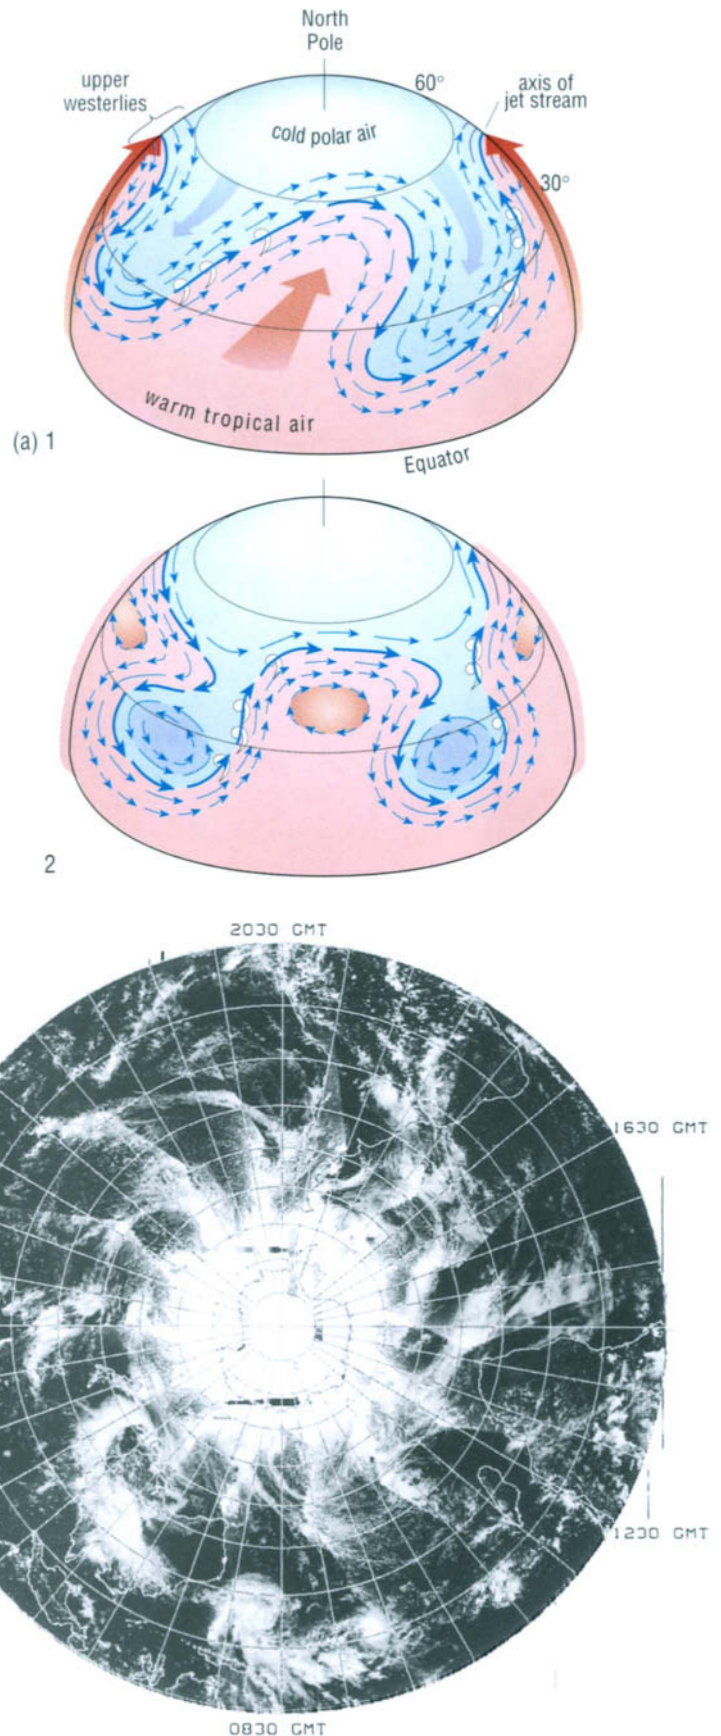 North
Pole
upper
westerlies
60°
axis of
jet stream
cold polar air
30°
warm tropical air
(a) 1
Equator
2
2030 GMT
1630 GMT
1230 GMT
0830 GMT